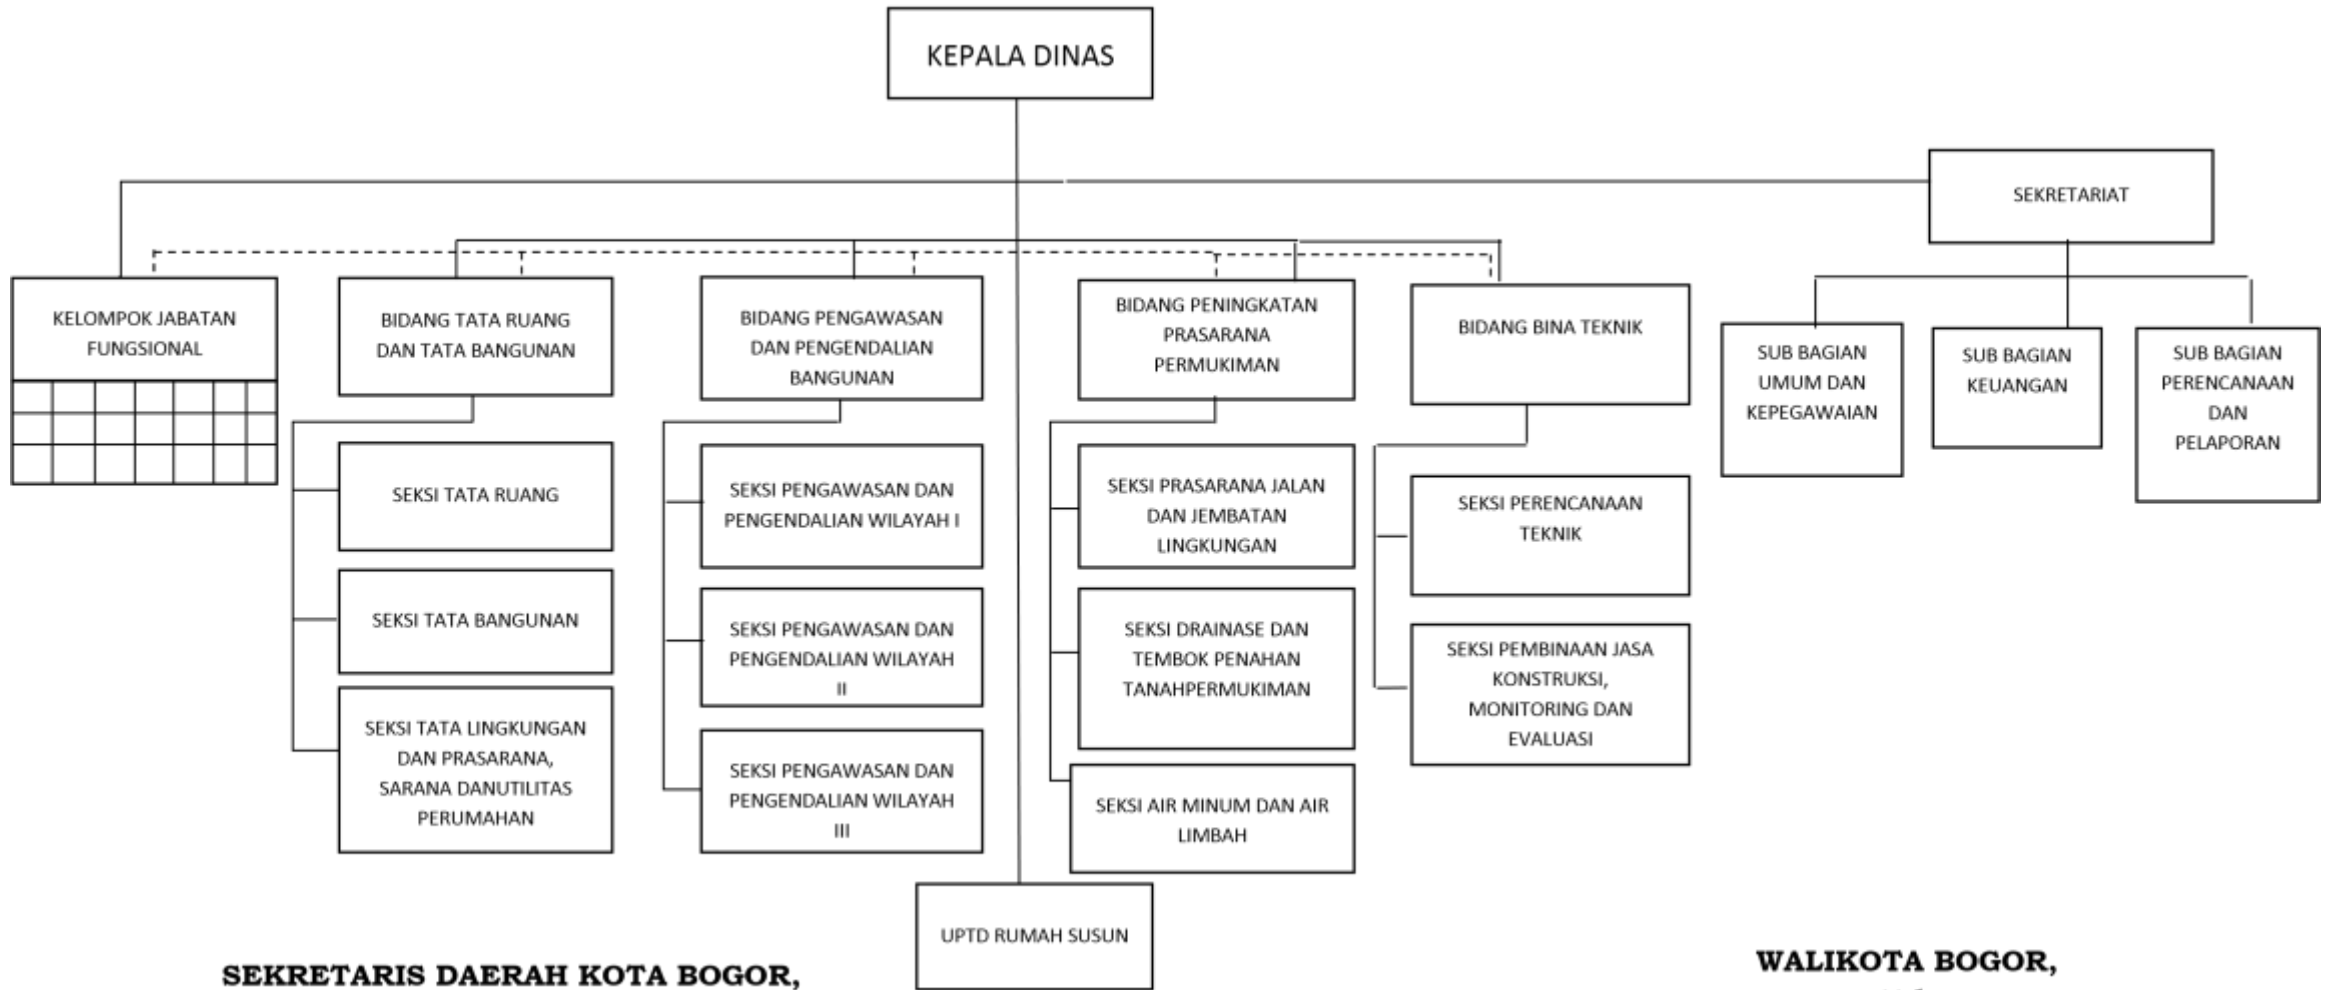 KEPALA DINAS
SEKRETARIAT
KELOMPOK JABATAN
FUNGSIONAL
BIDANG TATA RUANG
DAN TATA BANGUNAN
BIDANG PENGAWASAN
DAN PENGENDALIAN
BANGUNAN
BIDANG PENINGKATAN
PRASARANA
PERMUKIMAN
BIDANG BINA TEKNIK
SUB BAGIAN
UMUM DAN
KEPEGAWAIAN
SUB BAGIAN
KEUANGAN
SUB BAGIAN
PERENCANAAN
DAN
PELAPORAN
SEKSI TATA RUANG
SEKSI TATA BANGUNAN
SEKSI TATA LINGKUNGAN
DAN PRASARANA,
SARANA DANUTILITAS
PERUMAHAN
SEKSI PENGAWASAN DAN
PENGENDALIAN WILAYAH I
SEKSI PENGAWASAN DAN
PENGENDALIAN WILAYAH
II
SEKSI PENGAWASAN DAN
PENGENDALIAN WILAYAH
III
SEKSI PRASARANA JALAN
DAN JEMBATAN
LINGKUNGAN
SEKSI DRAINASE DAN
TEMBOK PENAHAN
TANAHPERMUKIMAN
SEKSI AIR MINUM DAN AIR
LIMBAH
SEKSI PERENCANAAN
TEKNIK
SEKSI PEMBINAAN JASA
KONSTRUKSI,
MONITORING DAN
EVALUASI
UPTD RUMAH SUSUN
SEKRETARIS DAERAH KOTA BOGOR,
WALIKOTA BOGOR,